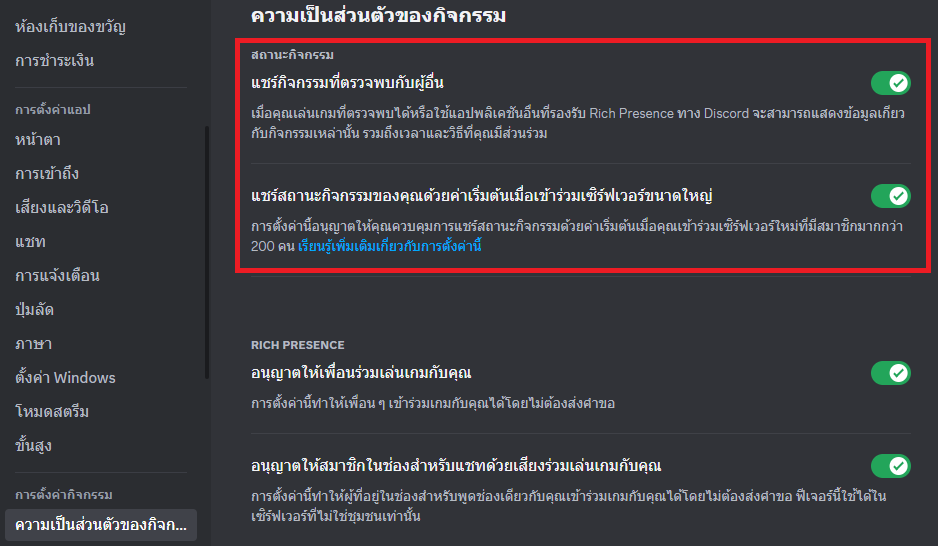 ห้องเก็บของขวัญ
การชำระเงิน
การตั้งค่าแอป
หน้าตา
การเข้าถึง
เสียงและวิดีโอ
แชท
การแจ้งเตือน
ปุ่มลัด
ภาษา
ตั้งค่า Windows
โหมดสตรีม
ขั้นสูง
การตั้งค่ากิจกรรม
ความเป็นส่วนตัวของกิจก...
ความเป็นส่วนตัวของกิจกรรม
สถานะกิจกรรม
แชร์กิจกรรมที่ตรวจพบกับผู้อื่น
เมื่อคุณเล่นเกมที่ตรวจพบได้หรือใช้แอปพลิเคชันอื่นที่รองรับ Rich Presence ทาง Discord จะสามารถแสดงข้อมูลเกี่ยว
กับกิจกรรมเหล่านั้น รวมถึงเวลาและวิธีที่คุณมีส่วนร่วม
แชร์สถานะกิจกรรมของคุณด้วยค่าเริ่มต้นเมื่อเข้าร่วมเซิร์ฟเวอร์ขนาดใหญ่
การตั้งค่านี้อนุญาตให้คุณควบคุมการแชร์สถานะกิจกรรมด้วยค่าเริ่มต้นเมื่อคุณเข้าร่วมเซิร์ฟเวอร์ใหม่ที่มีสมาชิกมากกว่า
200 คน เรียนรู้เพิ่มเติมเกี่ยวกับการตั้งค่านี้
RICH PRESENCE
อนุญาตให้เพื่อนร่วมเล่นเกมกับคุณ
การตั้งค่านี้ทำให้เพื่อน ๆ เข้าร่วมเกมกับคุณได้โดยไม่ต้องส่งคำขอ
อนุญาตให้สมาชิกในช่องสำหรับแชทด้วยเสียงร่วมเล่นเกมกับคุณ
การตั้งค่านี้ทำให้ผู้ที่อยู่ในช่องสำหรับพูดช่องเดียวกับคุณเข้าร่วมเกมกับคุณได้โดยไม่ต้องส่งคำขอ ฟีเจอร์นี้ใช้ได้ใน
เซิร์ฟเวอร์ที่ไม่ใช่ชุมชนเท่านั้น